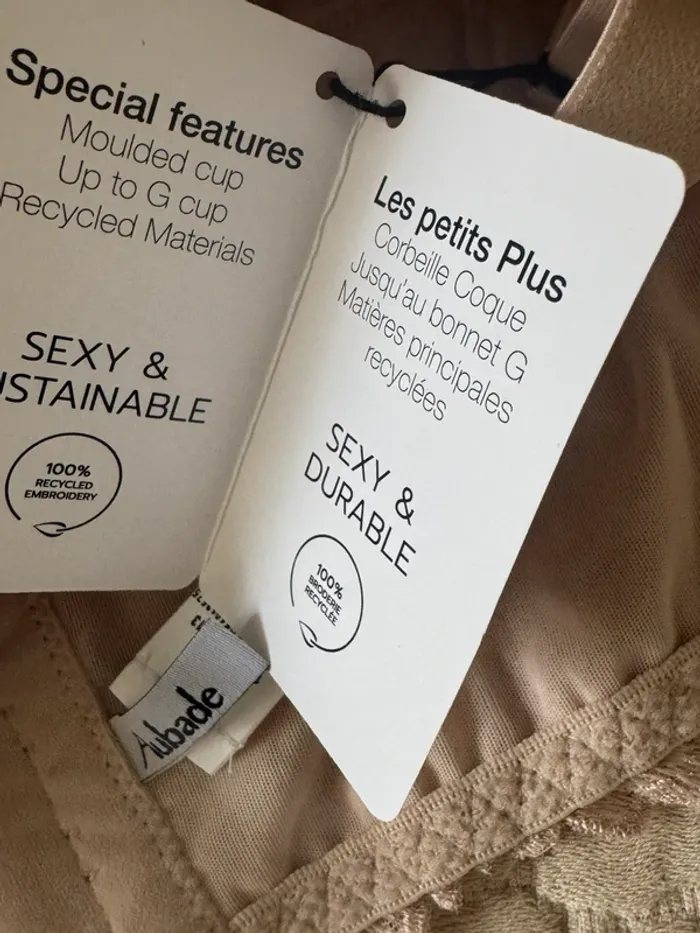 Special features
Moulded cup
Up to G cup
Recycled Materials
SEXY &
USTAINABLE
100%
RECYCLED
EMBROIDERY
Les petits Plus
Corbeille Coque
Jusqu'au bonnet G
Matières principales
recyclées
SEXY &
DURABLE
100%
BRODERIE
RECYCLÉE
Aubade